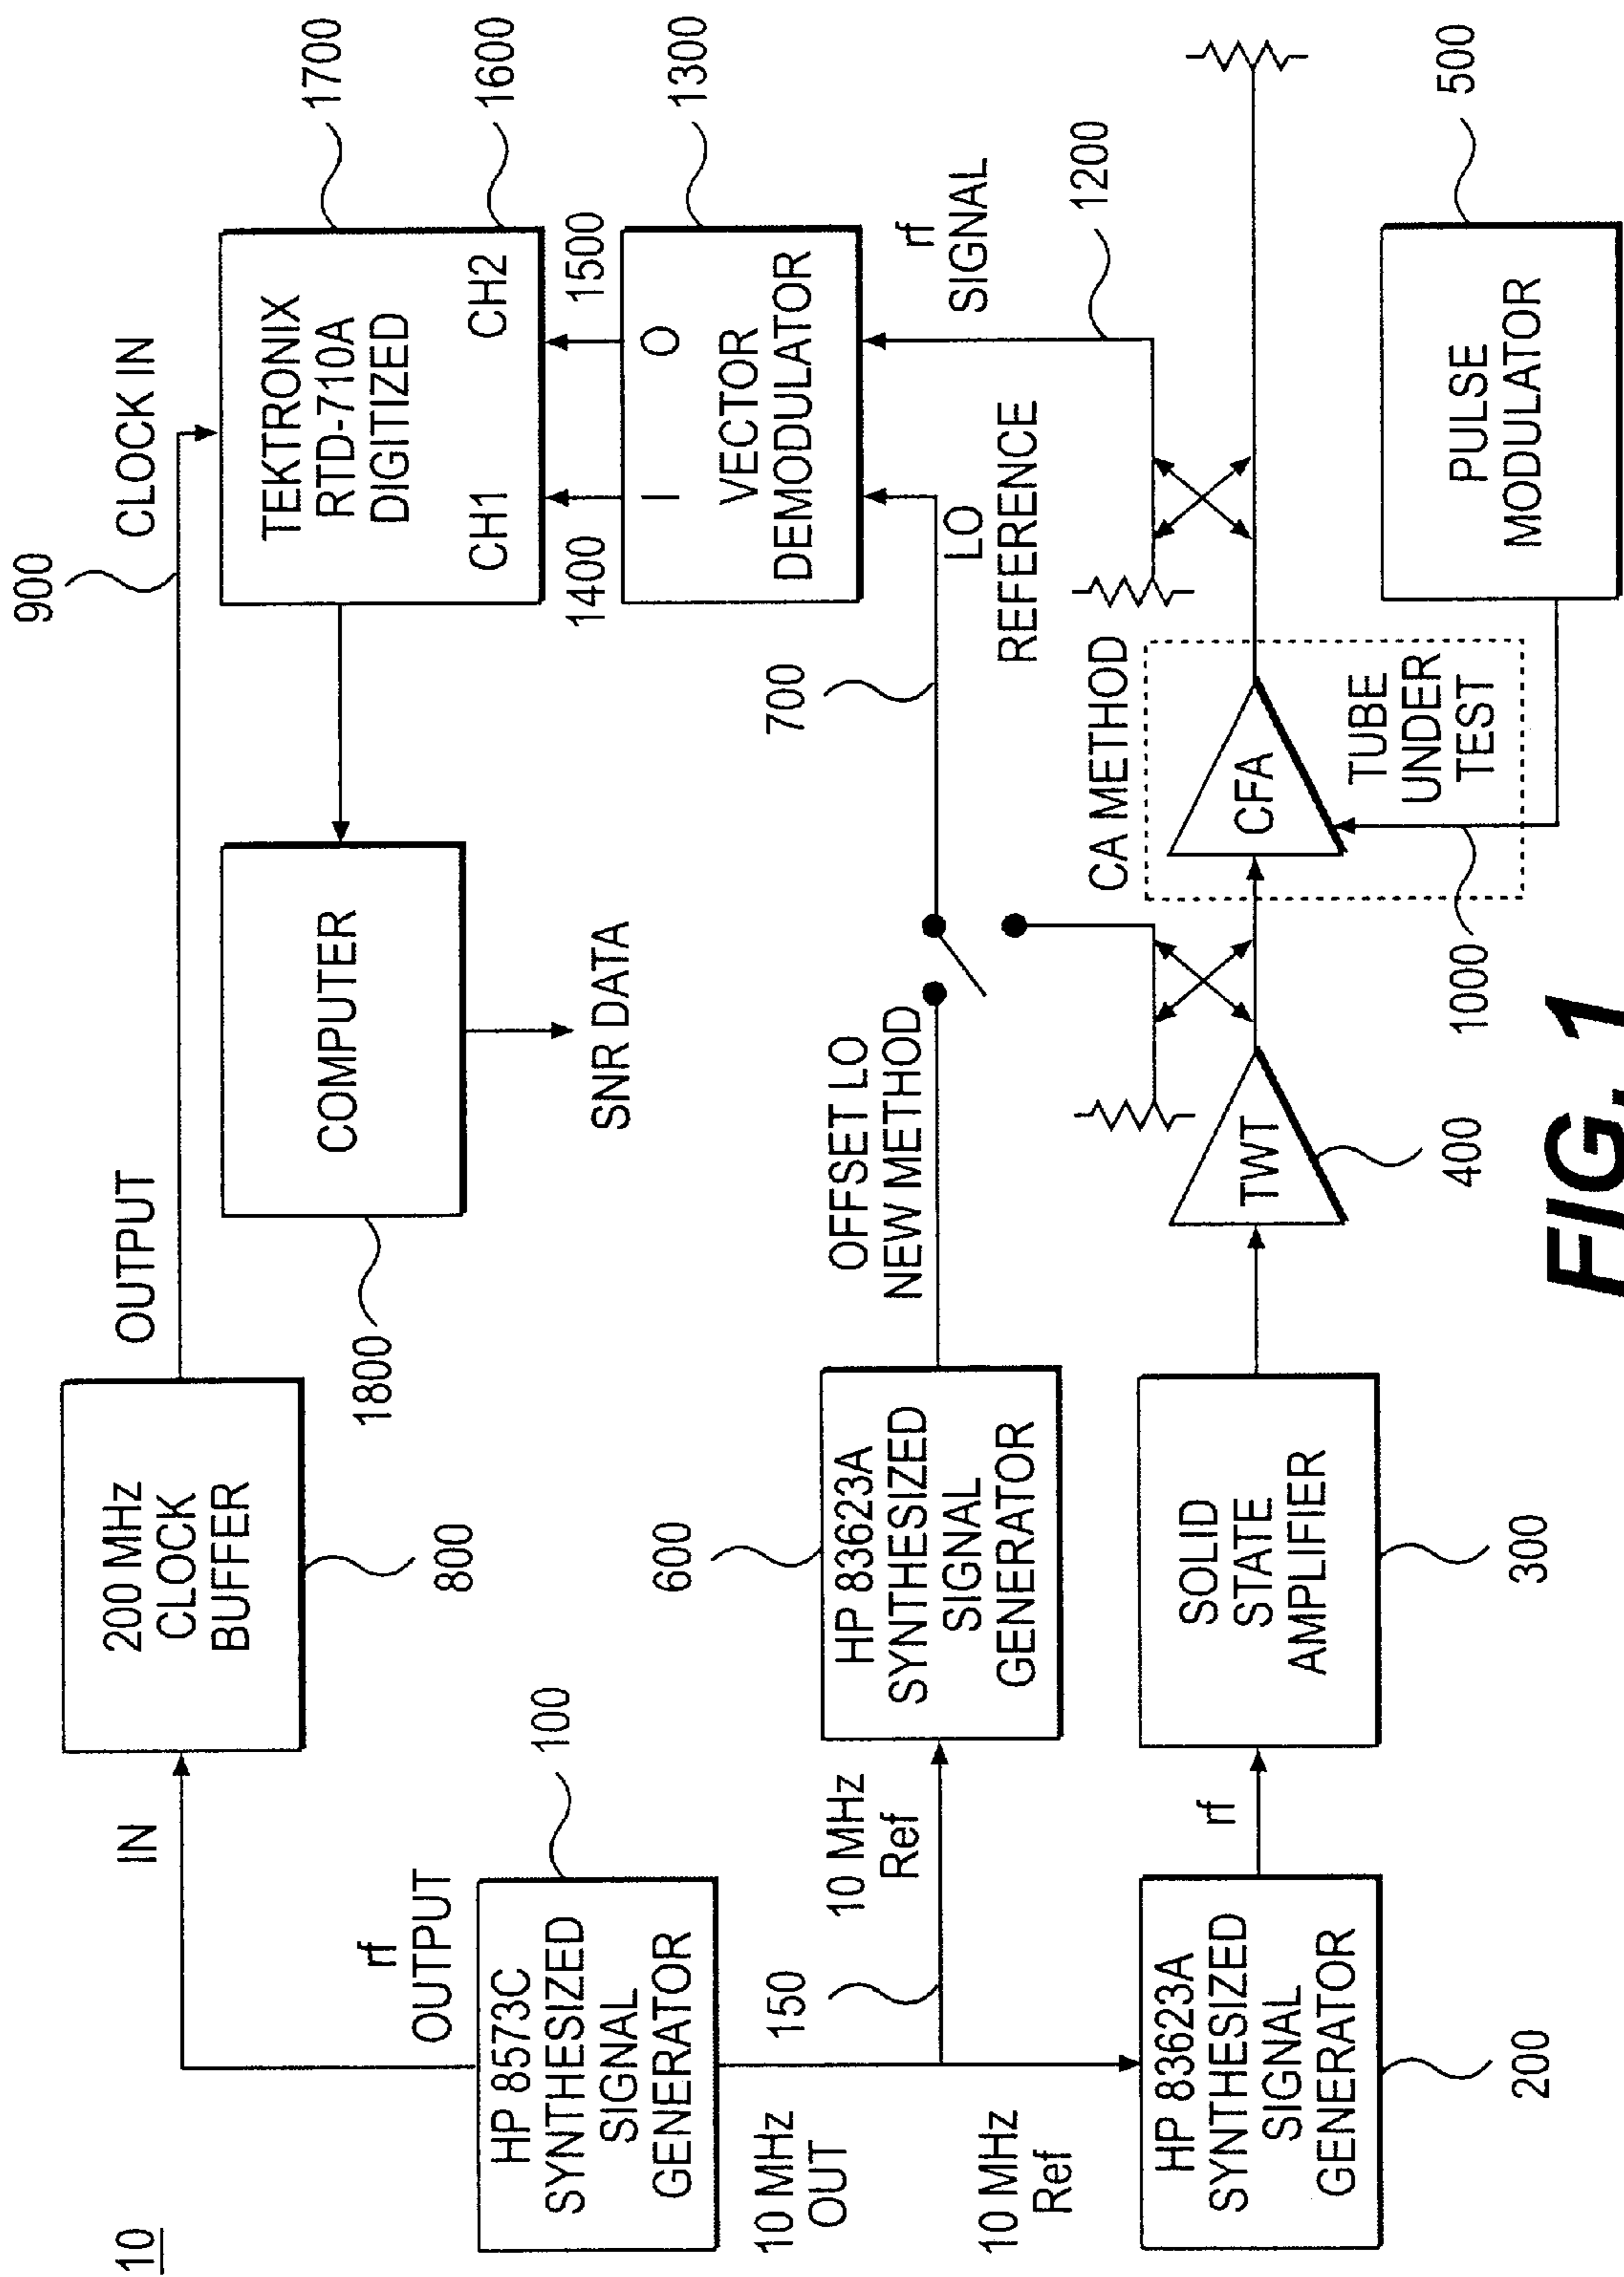 10
IN
200 MHz
CLOCK
BUFFER
800
OUTPUT
900
CLOCK IN
rf
OUTPUT
HP 8573C
SYNTHESIZED
SIGNAL
GENERATOR
100
1800
COMPUTER
SNR DATA
TEKTRONIX
RTD-710A
DIGITIZED
CH1
CH2
1700
1600
1400
1500
I
O
VECTOR
DEMODULATOR
1300
10 MHz
OUT
150
10 MHz
Ref
600
HP 83623A
SYNTHESIZED
SIGNAL
GENERATOR
OFFSET LO
NEW METHOD
700
LO
REFERENCE
rf
SIGNAL
1200
10 MHz
Ref
HP 83623A
SYNTHESIZED
SIGNAL
GENERATOR
200
rf
SOLID
STATE
AMPLIFIER
300
TWT
400
CA METHOD
CFA
TUBE
UNDER
TEST
1000
PULSE
MODULATOR
500
FIG. 1